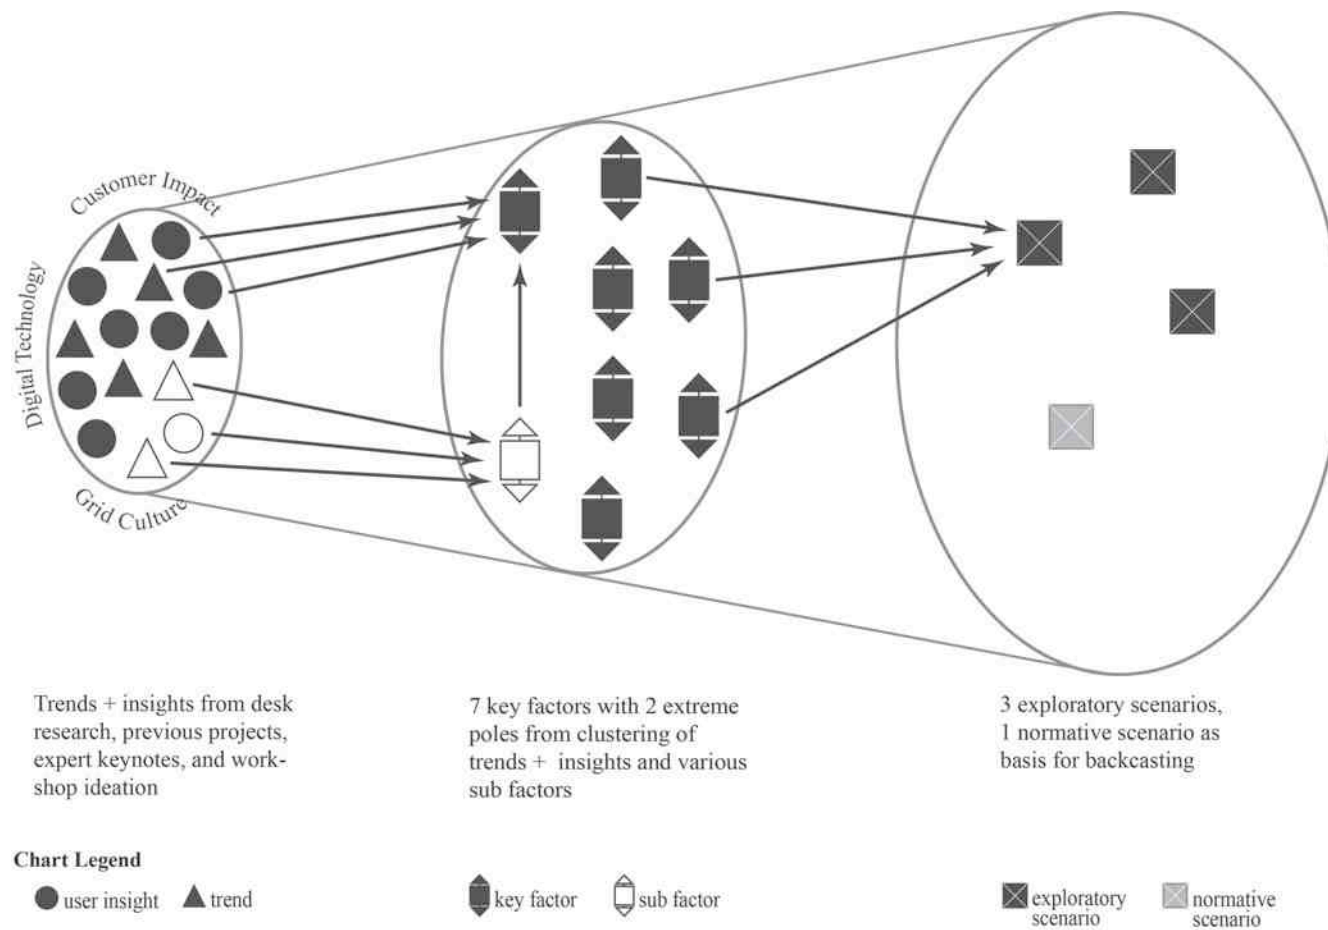 Customer Impact
Digital Technology
Grid Culture
Trends + insights from desk
research, previous projects,
expert keynotes, and work-
shop ideation
7 key factors with 2 extreme
poles from clustering of
trends + insights and various
sub factors
3 exploratory scenarios,
1 normative scenario as
basis for backcasting
Chart Legend
user insight
trend
key factor
sub factor
exploratory
scenario
normative
scenario